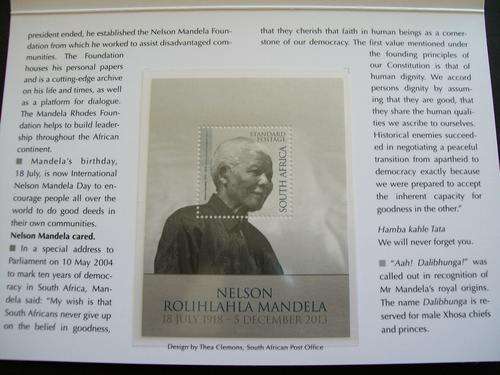 president ended, he established the Nelson Mandela Foun-
dation from which he worked to assist disadvantaged com-
munities. The Foundation
houses his personal papers
and is a cutting-edge archive
on his life and times, as well
as a platform for dialogue.
The Mandela Rhodes Foun-
dation helps to build leader-
ship throughout the African
continent.
■ Mandela's birthday,
18 July, is now International
Nelson Mandela Day to en-
courage people all over the
world to do good deeds in
their own communities.
Nelson Mandela cared.
■ In a special address to
Parliament on 10 May 2004
to mark ten years of democ-
racy in South Africa, Man-
dela said: "My wish is that
South Africans never give up
on the belief in goodness,
STANDARD
POSTAGE
SOUTH AFRICA
NELSON
ROLIHLAHLA MANDELA
18 JULY 1918 – 5 DECEMBER 2013
Design by Thea Clemons, South African Post Office
that they cherish that faith in human beings as a corner-
stone of our democracy. The first value mentioned under
the founding principles of
our Constitution is that of
human dignity. We accord
persons dignity by assum-
ing that they are good, that
they share the human quali-
ties we ascribe to ourselves.
Historical enemies succeed-
ed in negotiating a peaceful
transition from apartheid to
democracy exactly because
we were prepared to accept
the inherent capacity for
goodness in the other."
Hamba kahle Tata
We will never forget you.
■ "Aah! Dalibhunga!" was
called out in recognition of
Mr Mandela's royal origins.
The name Dalibhunga is re-
served for male Xhosa chiefs
and princes.